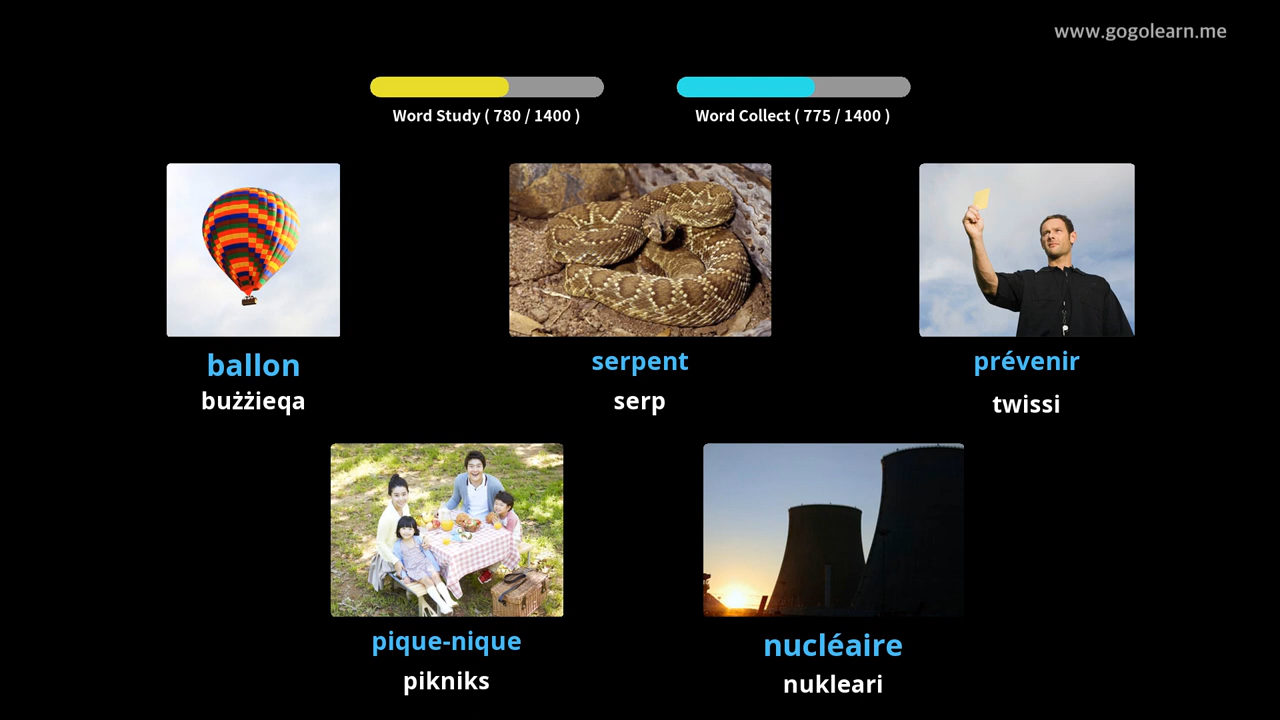 www.gogolearn.me
Word Study ( 780 / 1400 )
Word Collect ( 775 / 1400 )
ballon
bużżieqa
serpent
serp
prévenir
twissi
pique-nique
pikniks
nucléaire
nukleari